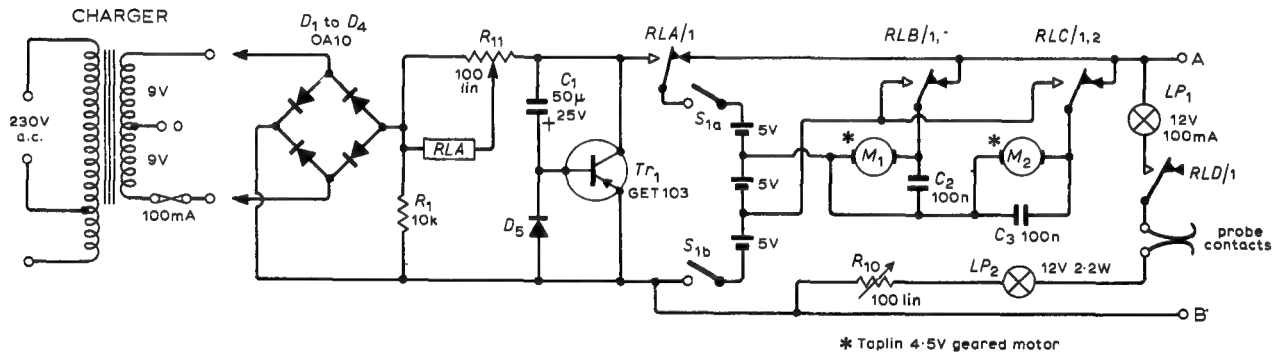 CHARGER
230V
a.c.
9V
9V
100mA
D1 to D4
OA10
R11
100
lin
RLA
R1
10k
C1
50μ
25V
+
D5
Tr1
GET 103
RLA/1
S1a
S1b
5V
5V
5V
RLB/1,
RLC/1,2
* M1
* M2
C2
100n
C3 100n
A
LP1
12V
100mA
RLD/1
probe
contacts
R10
100 lin
LP2
12V 2·2W
B
* Taplin 4·5V geared motor